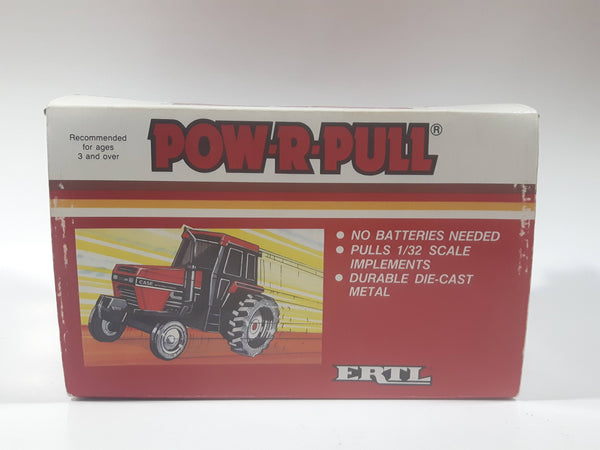 Recommended
for ages
3 and over
POW-R-PULL®
• NO BATTERIES NEEDED
• PULLS 1/32 SCALE
IMPLEMENTS
• DURABLE DIE-CAST
METAL
CASE
ERTL